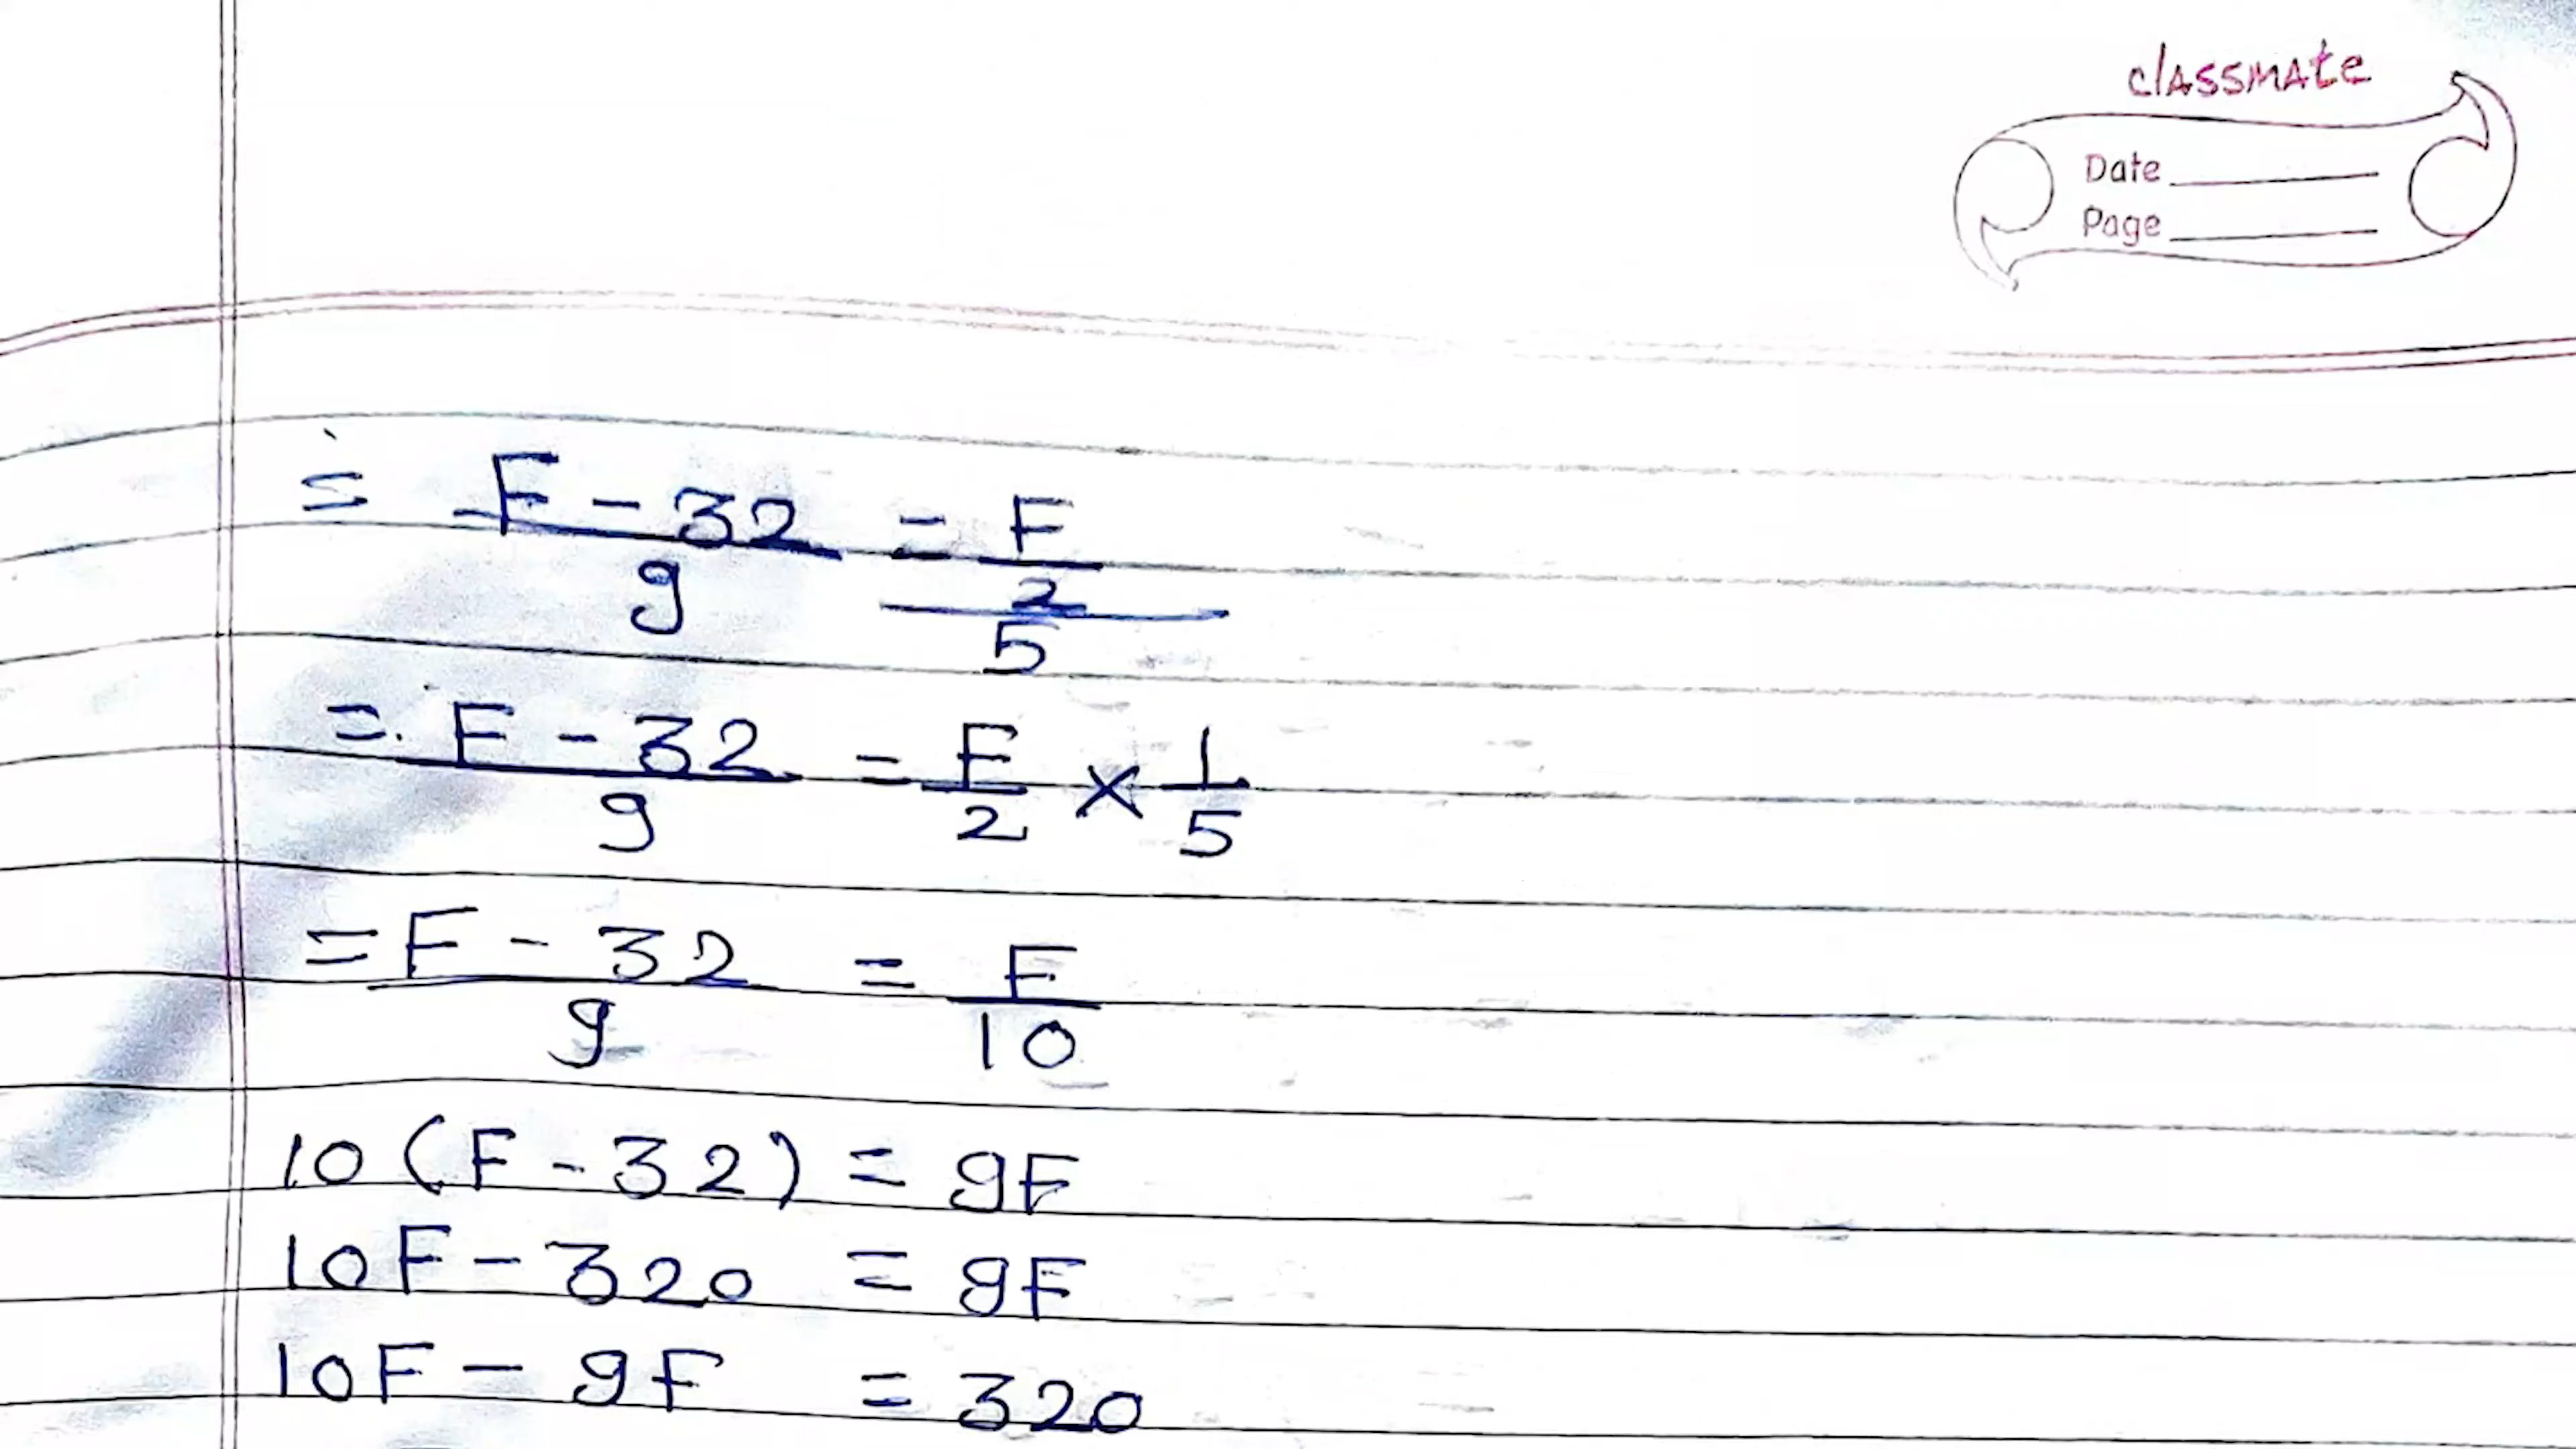 classmate
Date
Page
= F - 32 / 9 = F/2 / 5
= F - 32 / 9 = F/2 × 1/5
= F - 32 / 9 = F/10
10 (F - 32) = 9F
10F - 320 = 9F
10F - 9F = 320